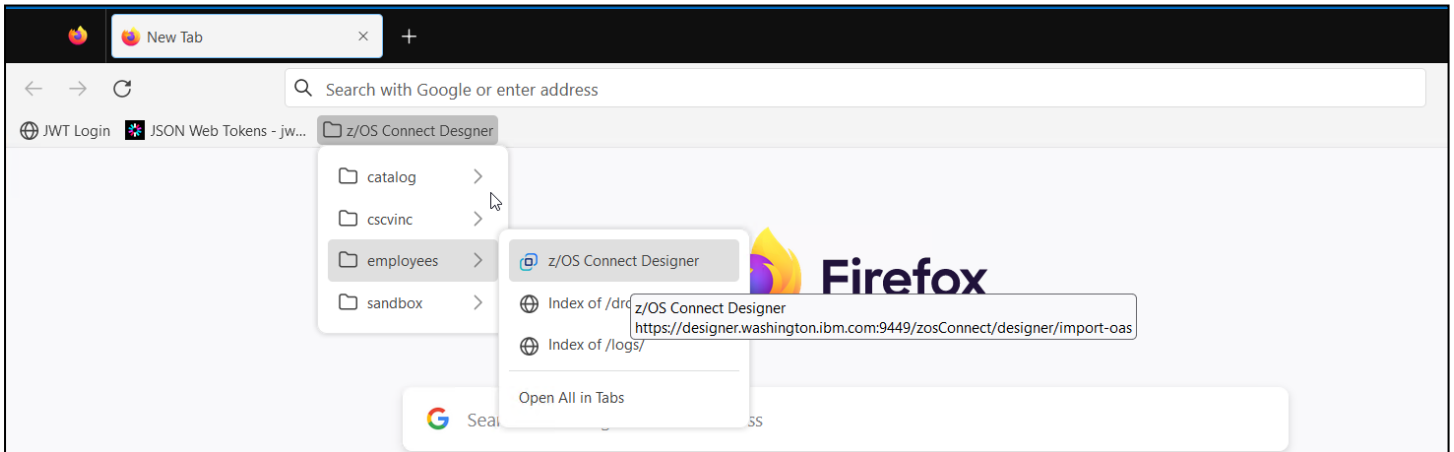 New Tab
Search with Google or enter address
JWT Login
JSON Web Tokens - jw...
z/OS Connect Desgner
catalog
cscvinc
employees
sandbox
z/OS Connect Designer
Index of /dro
Index of /logs/
Open All in Tabs
Firefox
z/OS Connect Designer
https://designer.washington.ibm.com:9449/zosConnect/designer/import-oas